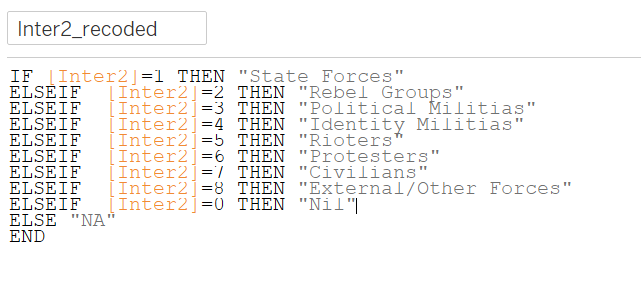 Inter2_recoded
IF [Inter2]=1 THEN "State Forces"
ELSEIF  [Inter2]=2 THEN "Rebel Groups"
ELSEIF  [Inter2]=3 THEN "Political Militias"
ELSEIF  [Inter2]=4 THEN "Identity Militias"
ELSEIF  [Inter2]=5 THEN "Rioters"
ELSEIF  [Inter2]=6 THEN "Protesters"
ELSEIF  [Inter2]=7 THEN "Civilians"
ELSEIF  [Inter2]=8 THEN "External/Other Forces"
ELSEIF  [Inter2]=0 THEN "Nil"
ELSE "NA"
END